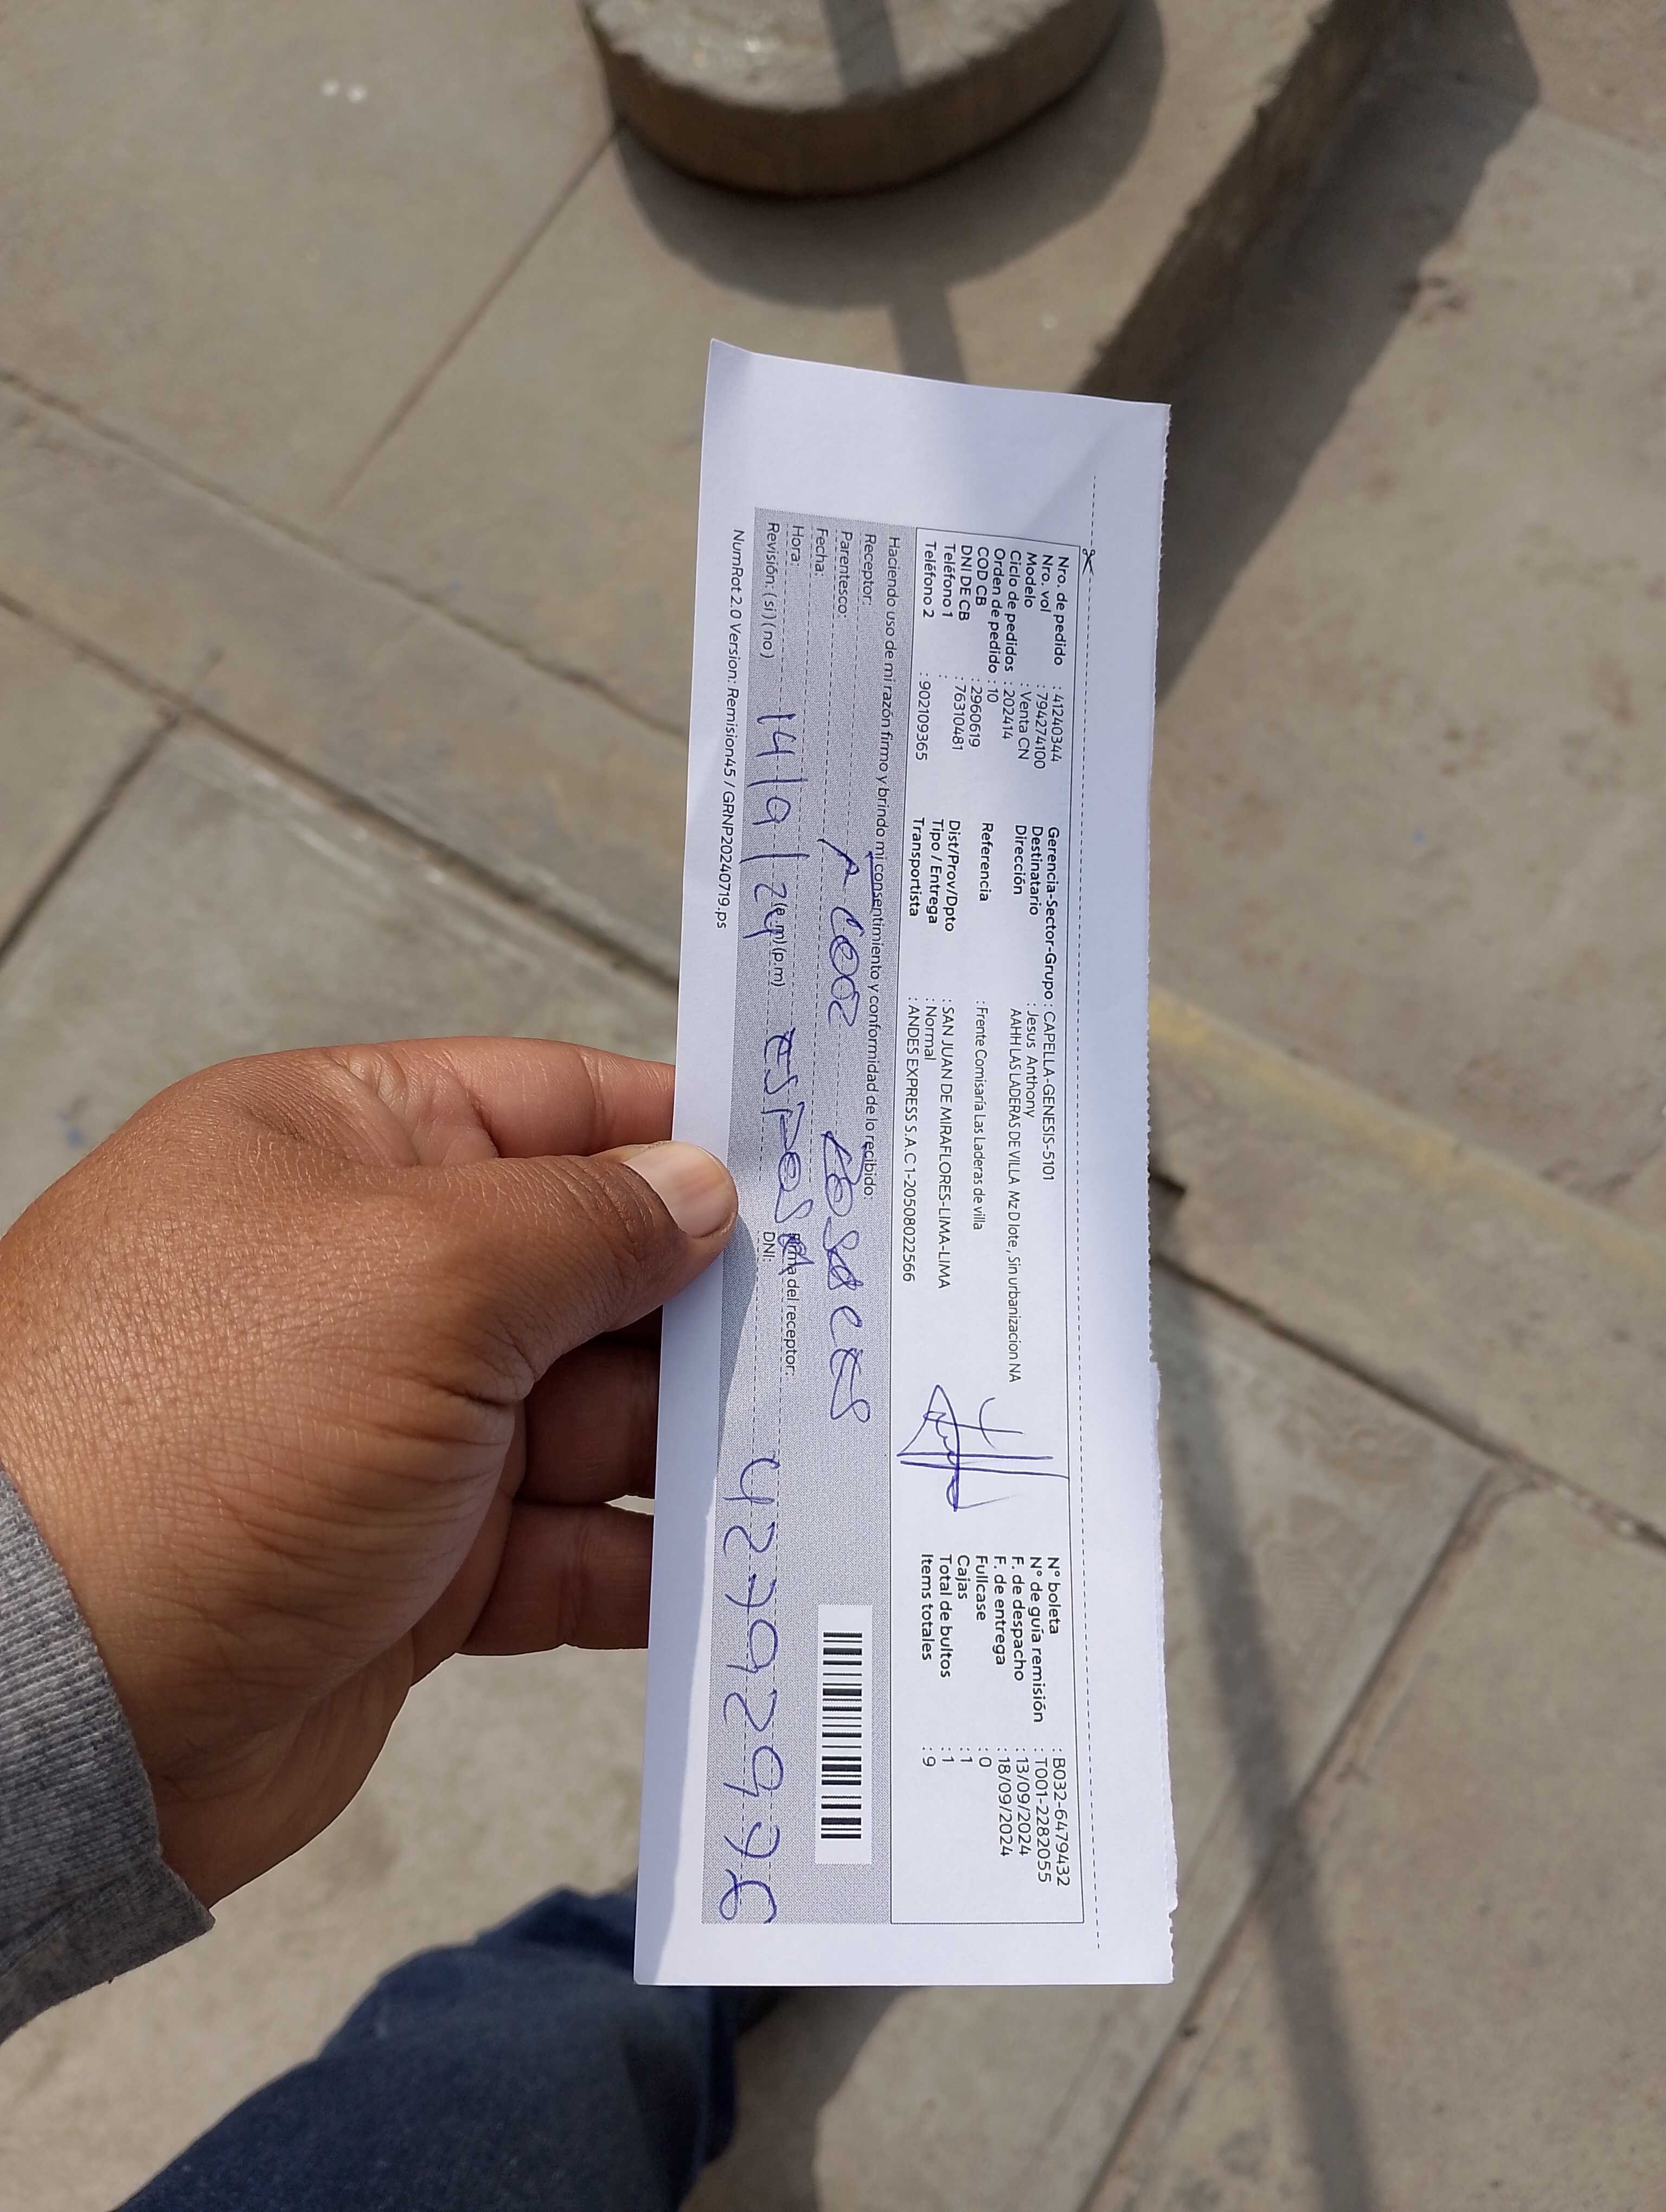 Nro. de pedido : 41240344
Nro. vol : 794274100
Modelo : Venta CN
Ciclo de pedidos : 202414
Orden de pedido : 10
COD CB : 2960619
DNI DE CB : 76310481
Teléfono 1 :
Teléfono 2 : 902109365
Gerencia-Sector-Grupo : CAPELLA-GENESIS-5101
Destinatario : Jesus Anthony
Dirección AAHH LAS LADERAS DE VILLA Mz D lote , Sin urbanizacion NA
Referencia : Frente Comisaría Las Laderas de villa
Dist/Prov/Dpto : SAN JUAN DE MIRAFLORES-LIMA-LIMA
Tipo / Entrega : Normal
Transportista : ANDES EXPRESS S.A.C 1-20508022566
N° boleta : B032-6479432
N° de guía remisión : T001-2282055
F. de despacho : 13/09/2024
F. de entrega : 18/09/2024
Fullcase : 0
Cajas : 1
Total de bultos : 1
Items totales : 9
Haciendo uso de mi razón firmo y brindo mi consentimiento y conformidad de lo recibido:
Receptor:
Parentesco:
Fecha:
Hora: (p.m) Firma del receptor:
Revisión: (si) (no) 14/9/24 esposa DNI: 42792976
NumRot 2.0 Version: Remision45 / GRNP20240719.ps